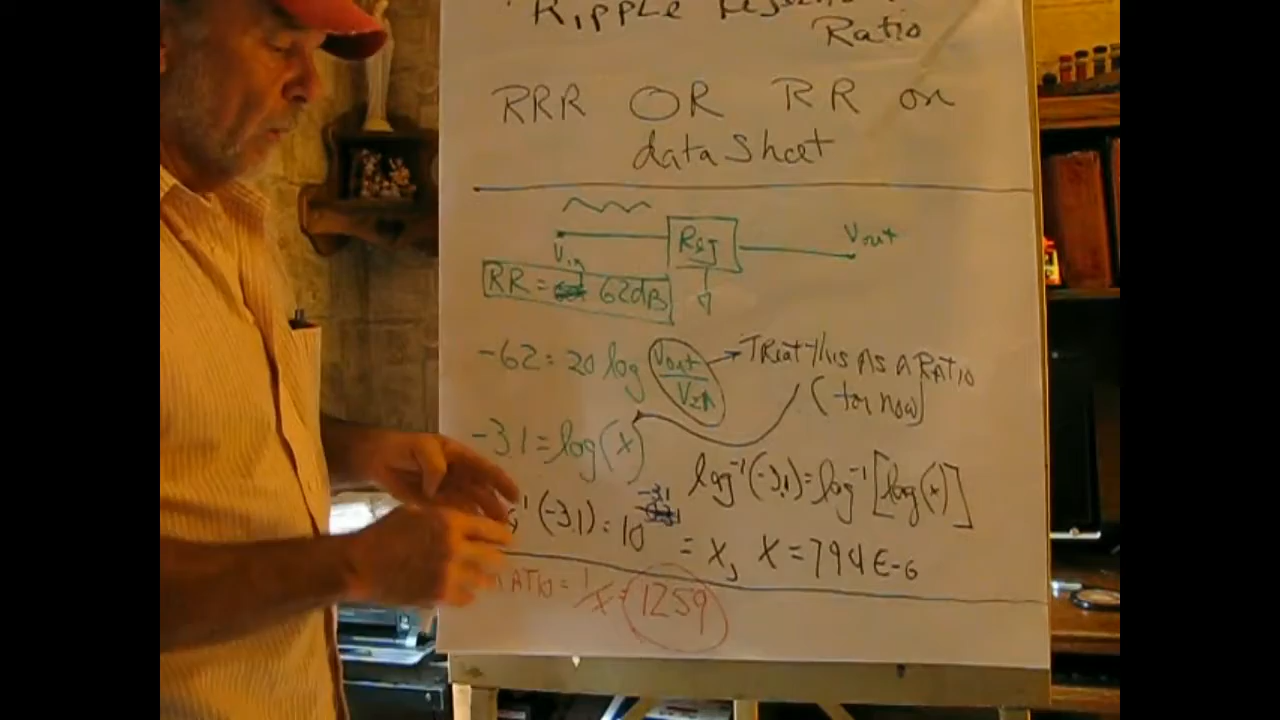 Ripple
Ratio
RRR OR RR on
data Sheet
Vin
REG
Vout
RR = 62dB
-62 = 20 log Vout/VIN
TREAT THIS AS A RATIO
(for now)
-3.1 = log(x)
log⁻¹(-3.1) = log⁻¹[log(x)]
(-3.1) = 10^-3.1 = x, x = 794E-6
RATIO = 1/x = 1259